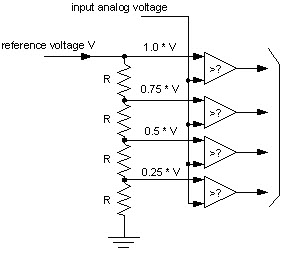 input analog voltage
reference voltage V
1.0 * V
>?
R
0.75 * V
>?
R
0.5 * V
>?
R
0.25 * V
>?
R